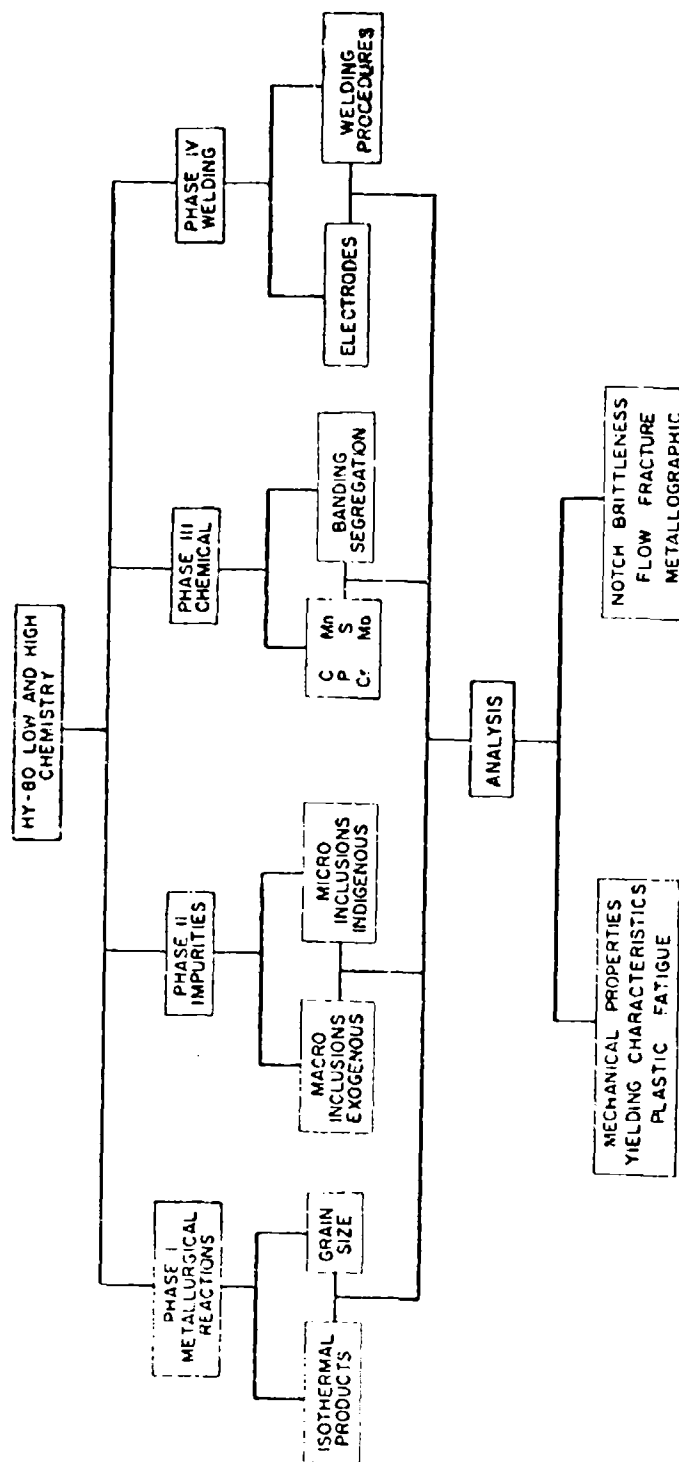 HY-80 LOW AND HIGH
CHEMISTRY
PHASE I
METALLURGICAL
REACTIONS
PHASE II
IMPURITIES
PHASE III
CHEMICAL
PHASE IV
WELDING
ISOTHERMAL
PRODUCTS
GRAIN
SIZE
MACRO
INCLUSIONS
EXOGENOUS
MICRO
INCLUSIONS
INDIGENOUS
C Mn
P S
Cr Mo
BANDING
SEGREGATION
ELECTRODES
WELDING
PROCEDURES
ANALYSIS
MECHANICAL PROPERTIES
YIELDING CHARACTERISTICS
PLASTIC FATIGUE
NOTCH BRITTLENESS
FLOW FRACTURE
METALLOGRAPHIC